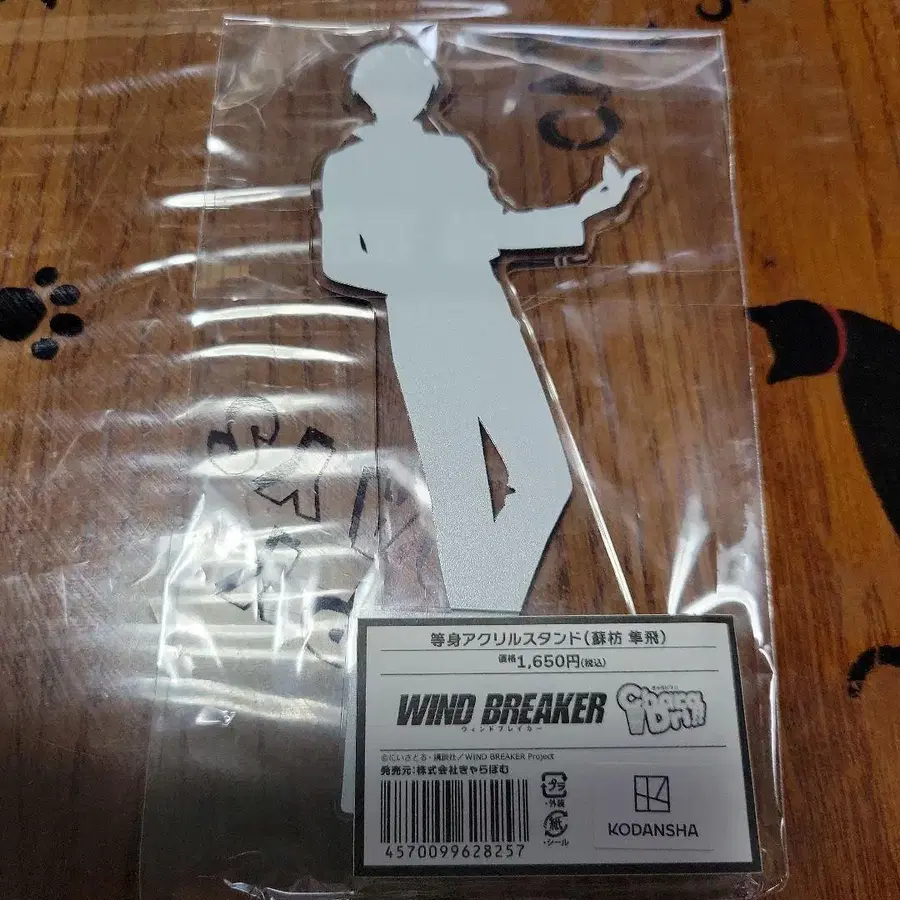 等身アクリルスタンド(蘇枋 隼飛)
価格1,650円(税込)
WIND BREAKER
ウィンドブレイカー
©にいさとる・講談社/WIND BREAKER Project
発売元:株式会社きゃらぽむ
プラ
・外装
紙
・シール
4570099628257
KODANSHA